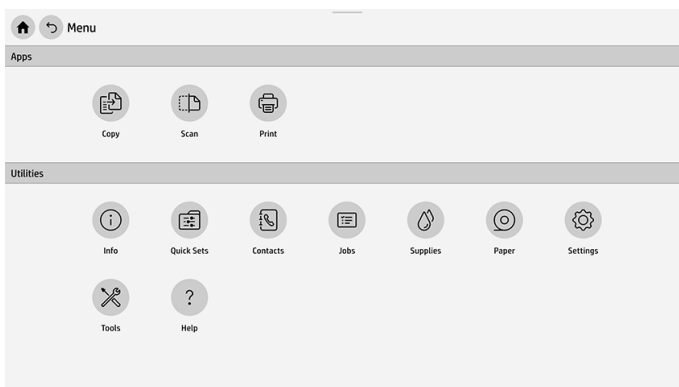 Menu
Apps
Copy Scan Print
Utilities
Info Quick Sets Contacts Jobs Supplies Paper Settings
Tools Help